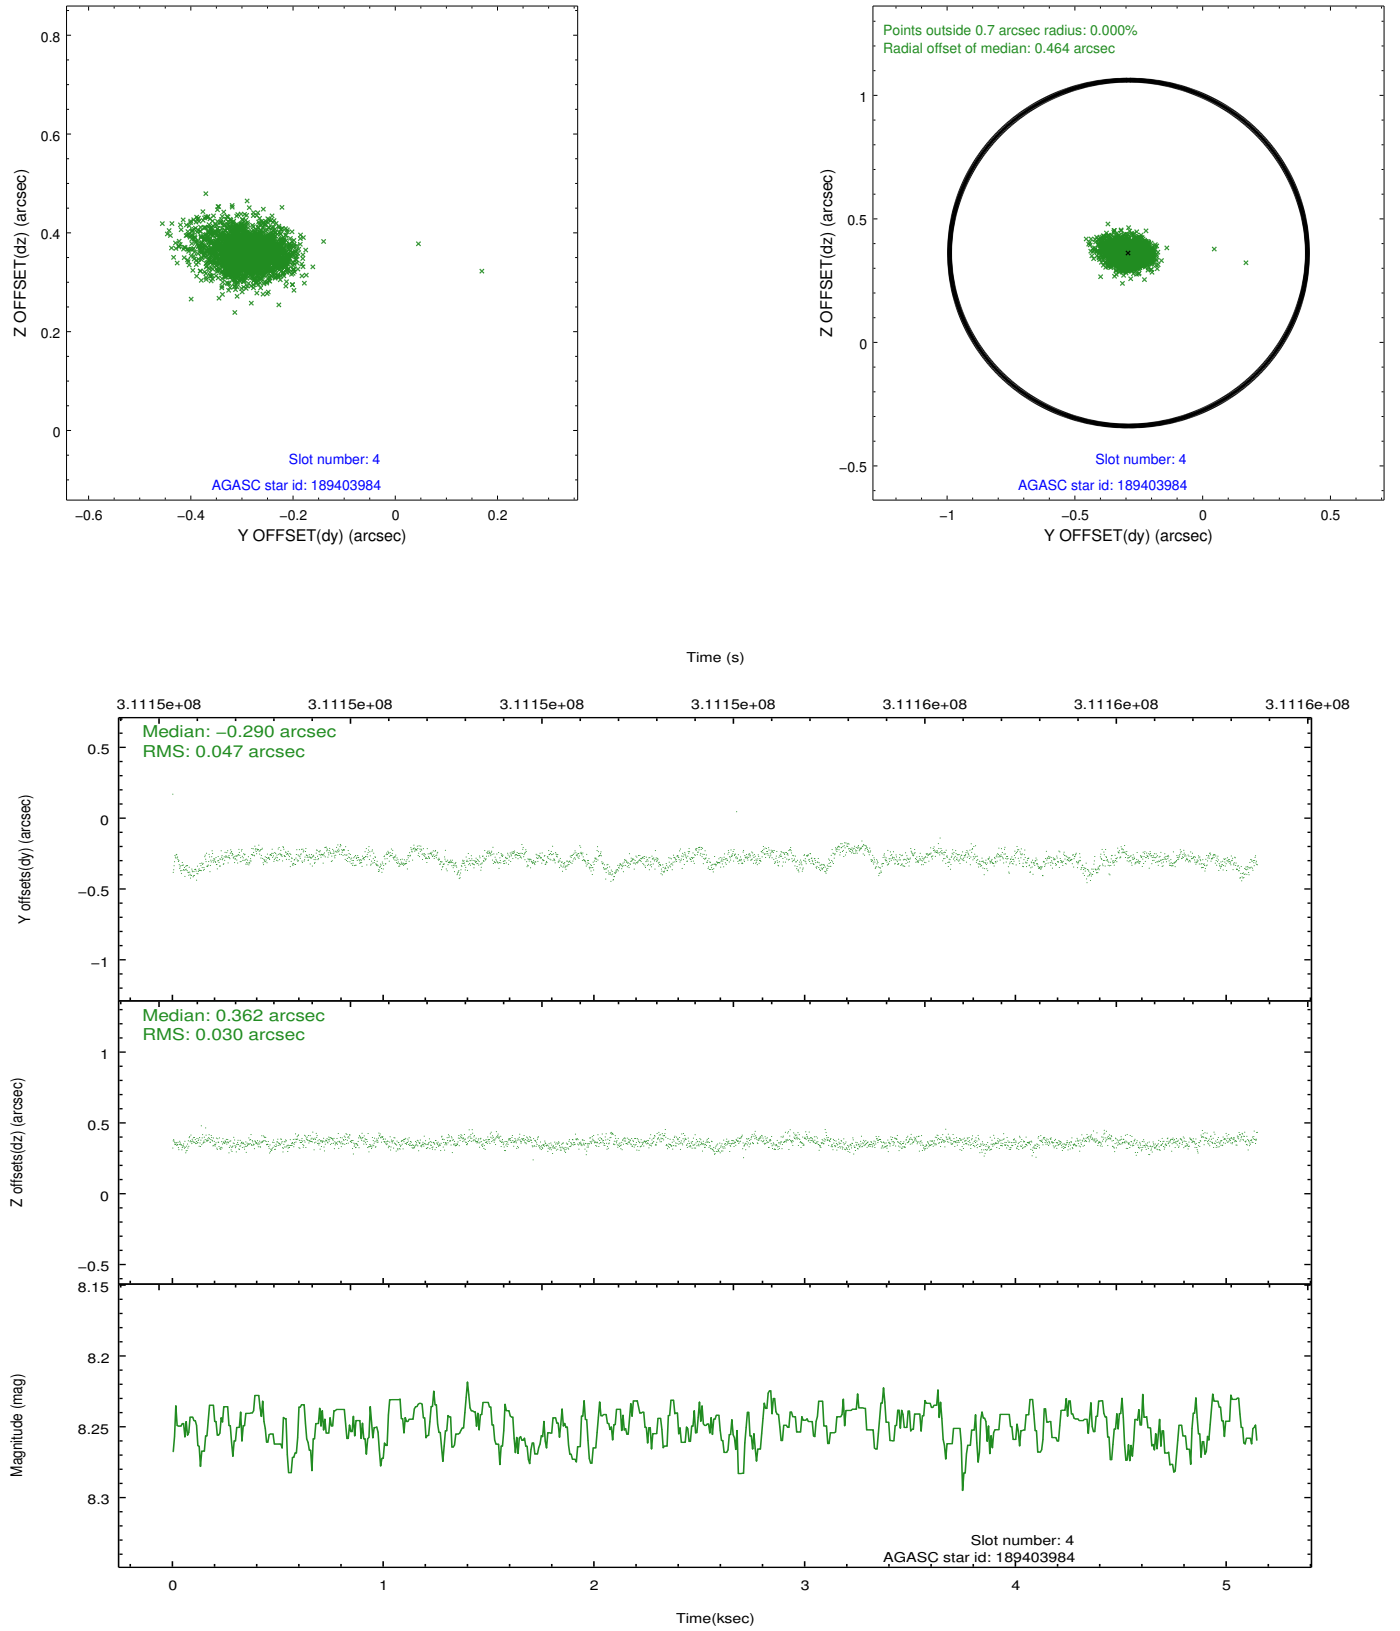 0.8
0.6
0.4
0.2
0
Z OFFSET(dz) (arcsec)
Slot number: 4
AGASC star id: 189403984
−0.6 −0.4 −0.2 0 0.2
Y OFFSET(dy) (arcsec)
Points outside 0.7 arcsec radius: 0.000%
Radial offset of median: 0.464 arcsec
1
0.5
0
−0.5
Z OFFSET(dz) (arcsec)
Slot number: 4
AGASC star id: 189403984
−1 −0.5 0 0.5
Y OFFSET(dy) (arcsec)
Time (s)
3.1115e+08 3.1115e+08 3.1115e+08 3.1115e+08 3.1116e+08 3.1116e+08 3.1116e+08
Median: −0.290 arcsec
RMS: 0.047 arcsec
0.5
0
−0.5
−1
Y offsets(dy) (arcsec)
Median: 0.362 arcsec
RMS: 0.030 arcsec
1
0.5
0
−0.5
Z offsets(dz) (arcsec)
8.15
8.2
8.25
8.3
Magnitude (mag)
Slot number: 4
AGASC star id: 189403984
0 1 2 3 4 5
Time(ksec)